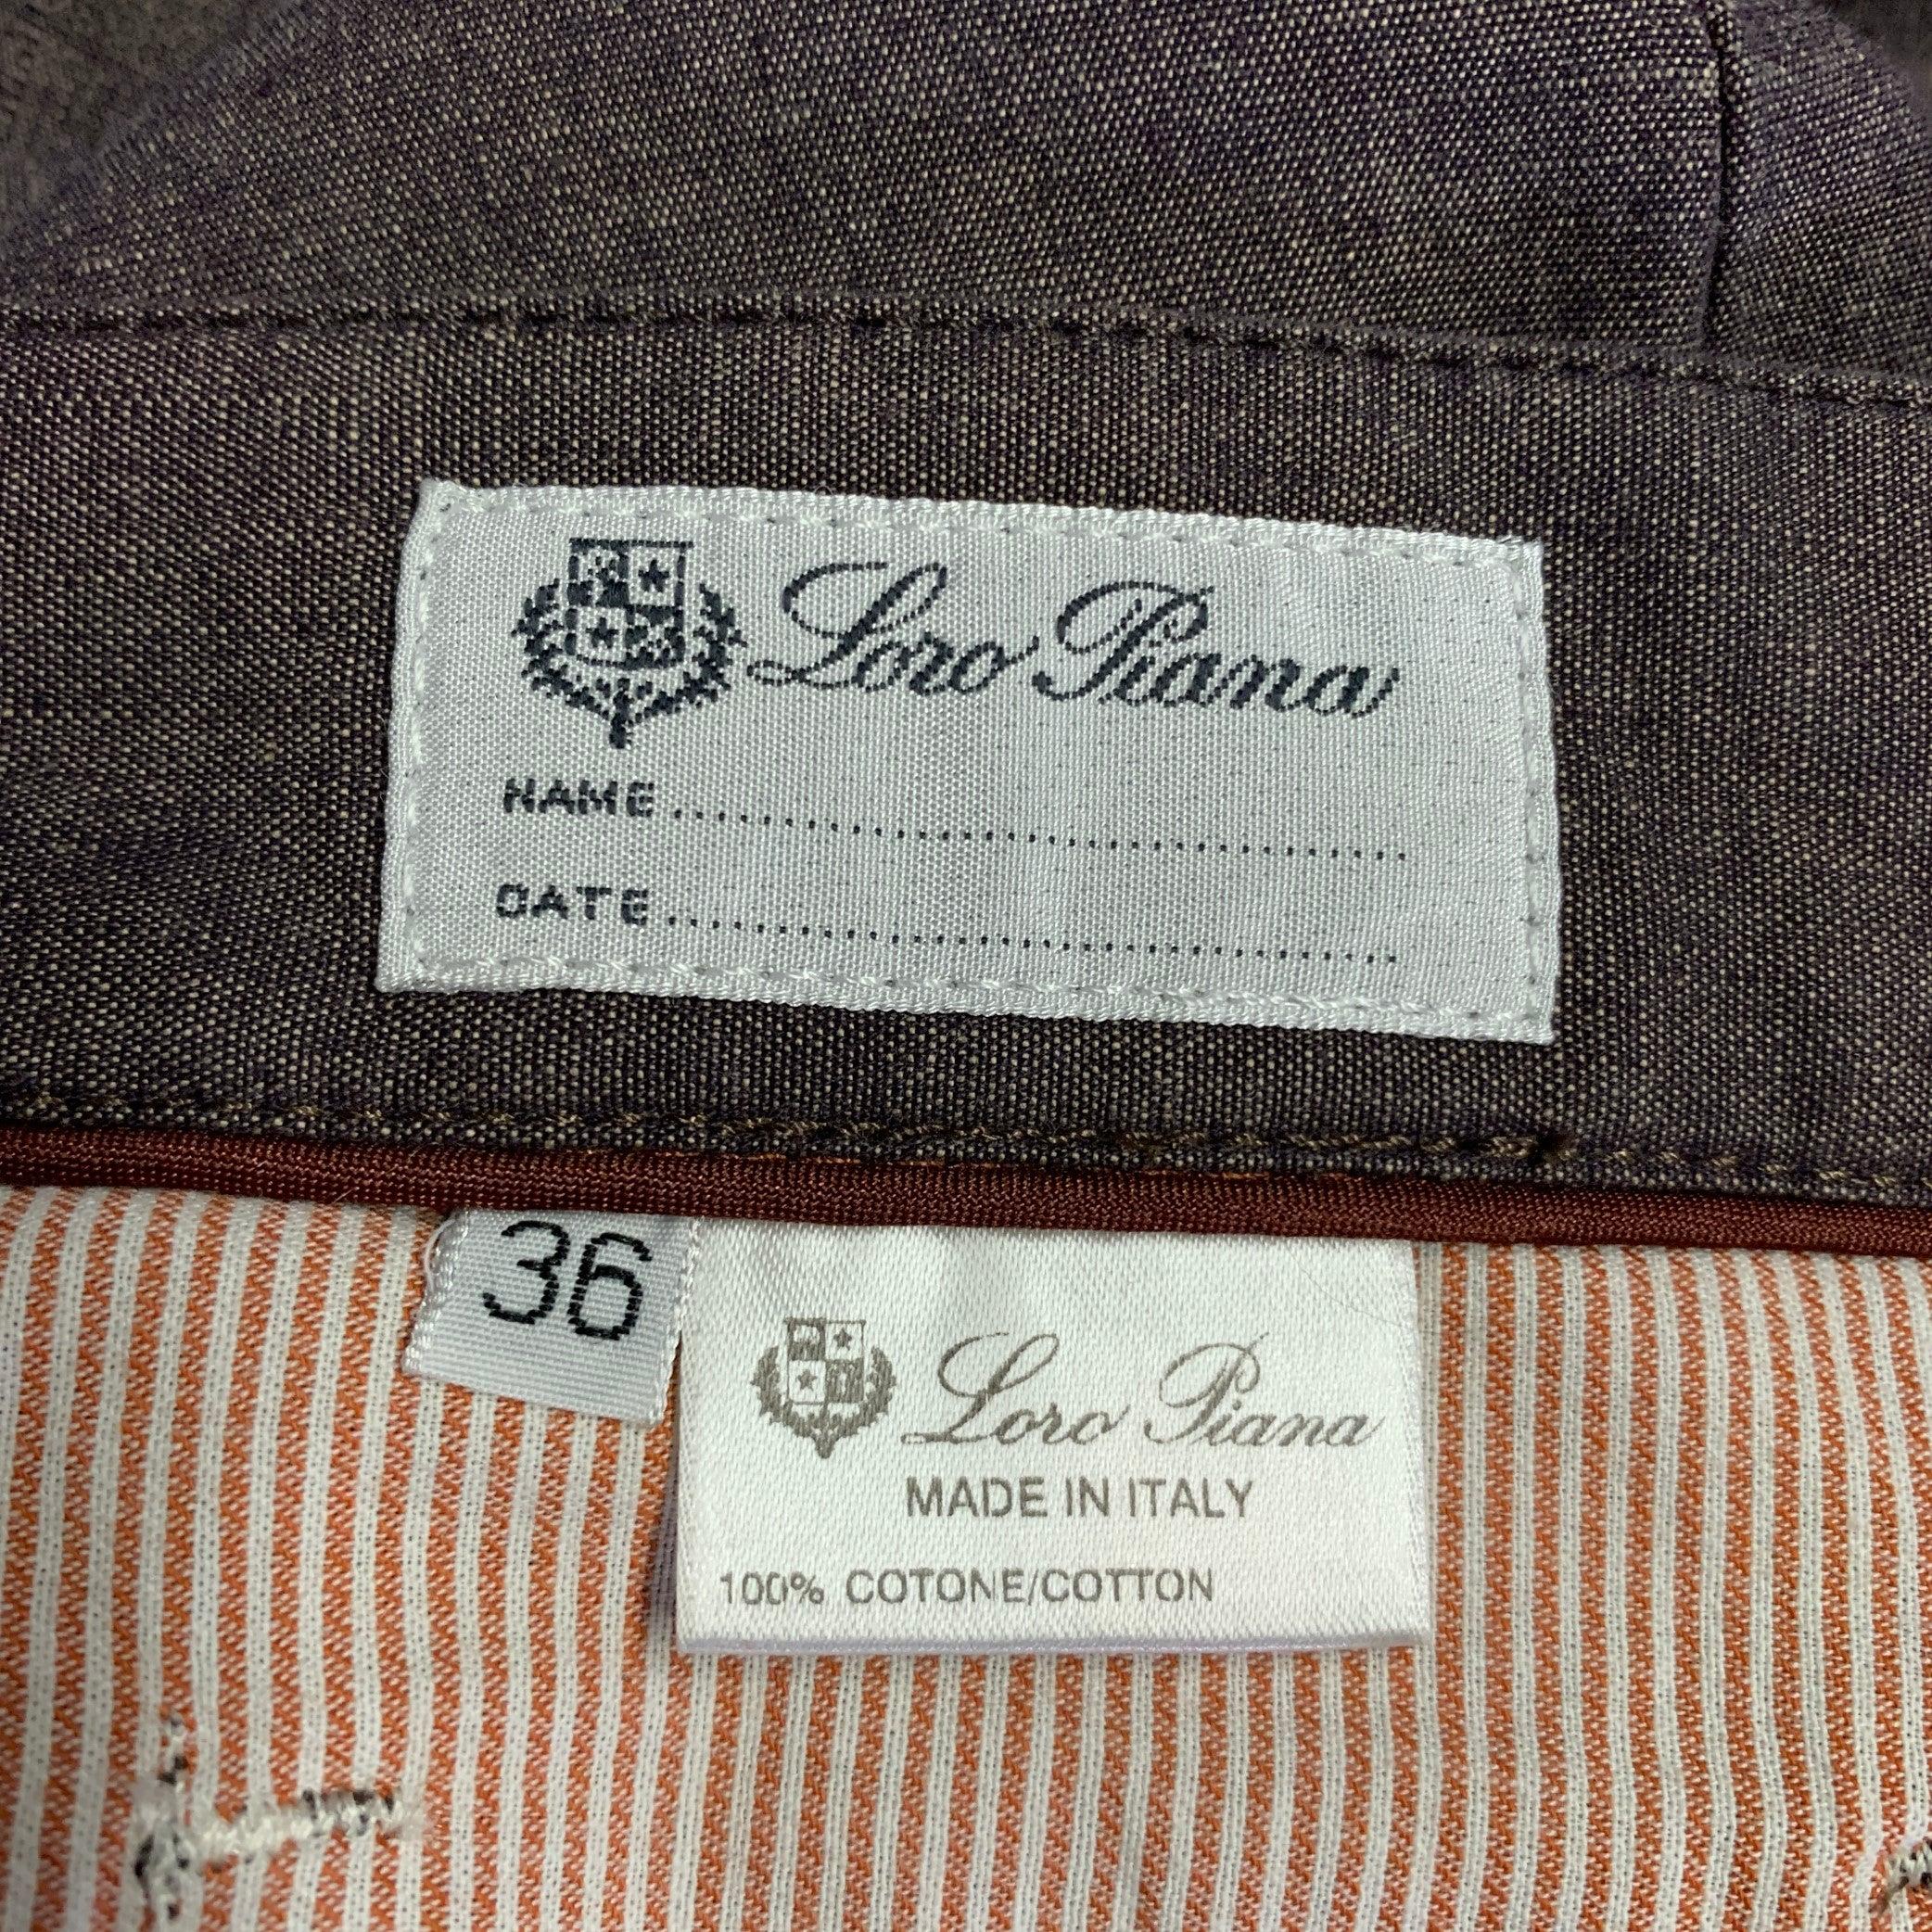 Loro Piana
NAME
DATE
36
Loro Piana
MADE IN ITALY
100% COTONE/COTTON